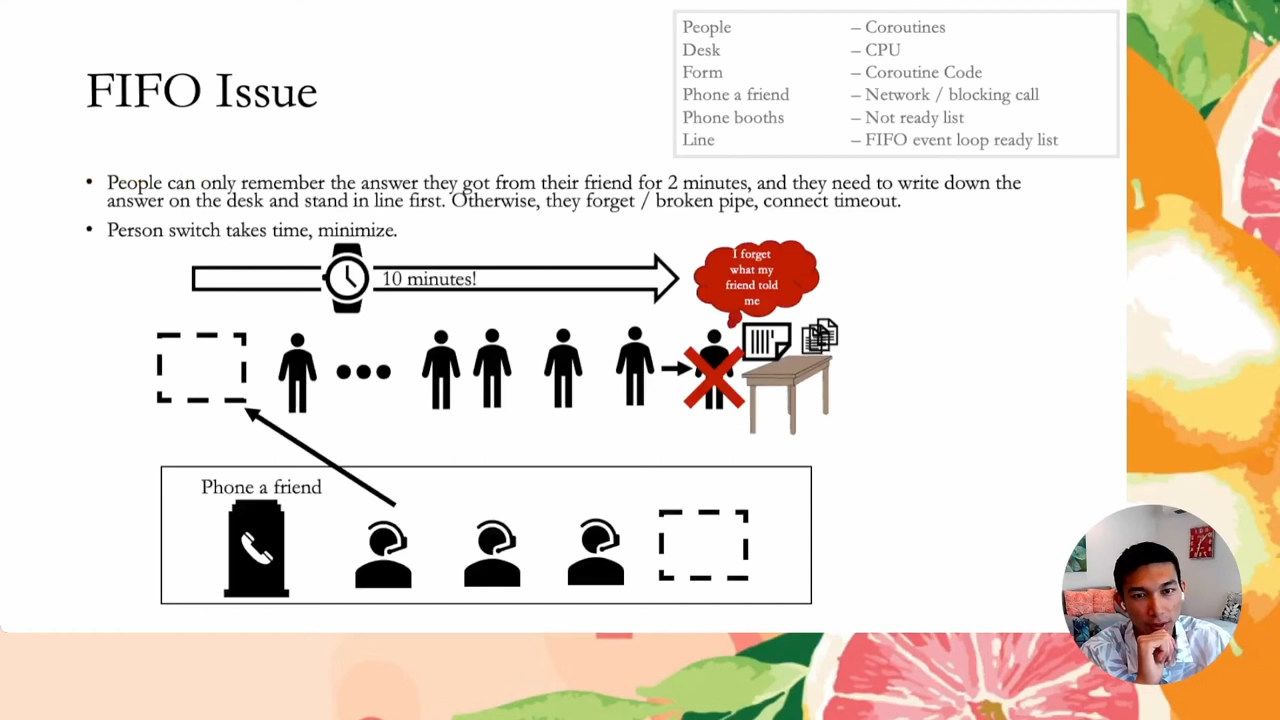 FIFO Issue
People – Coroutines
Desk – CPU
Form – Coroutine Code
Phone a friend – Network / blocking call
Phone booths – Not ready list
Line – FIFO event loop ready list
• People can only remember the answer they got from their friend for 2 minutes, and they need to write down the
answer on the desk and stand in line first. Otherwise, they forget / broken pipe, connect timeout.
• Person switch takes time, minimize.
10 minutes!
I forget
what my
friend told
me
Phone a friend